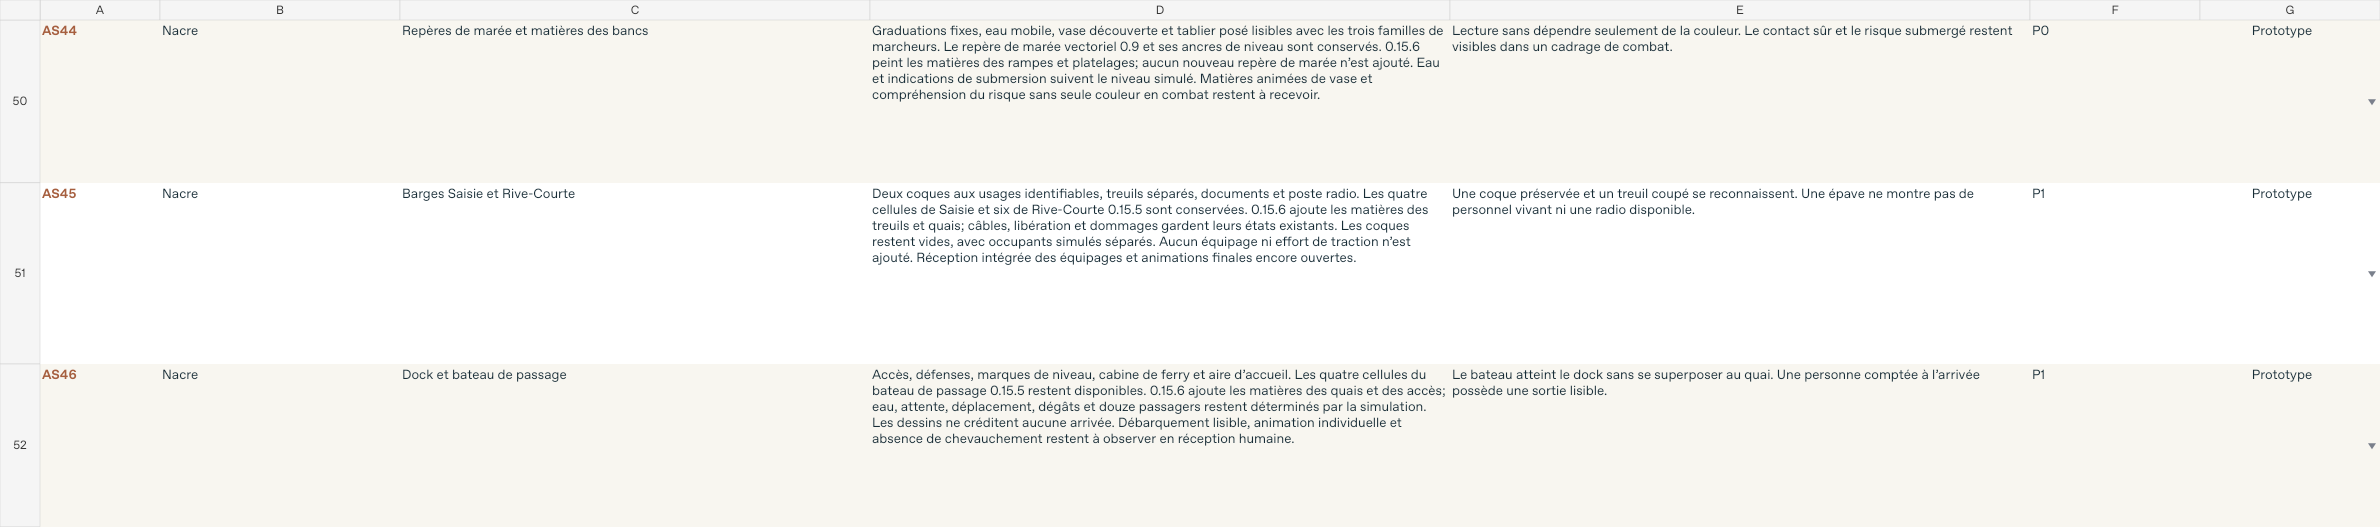 A B C D E F G
50
AS44
Nacre
Repères de marée et matières des bancs
Graduations fixes, eau mobile, vase découverte et tablier posé lisibles avec les trois familles de
marcheurs. Le repère de marée vectoriel 0.9 et ses ancres de niveau sont conservés. 0.15.6
peint les matières des rampes et platelages; aucun nouveau repère de marée n’est ajouté. Eau
et indications de submersion suivent le niveau simulé. Matières animées de vase et
compréhension du risque sans seule couleur en combat restent à recevoir.
Lecture sans dépendre seulement de la couleur. Le contact sûr et le risque submergé restent
visibles dans un cadrage de combat.
P0
Prototype
51
AS45
Nacre
Barges Saisie et Rive-Courte
Deux coques aux usages identifiables, treuils séparés, documents et poste radio. Les quatre
cellules de Saisie et six de Rive-Courte 0.15.5 sont conservées. 0.15.6 ajoute les matières des
treuils et quais; câbles, libération et dommages gardent leurs états existants. Les coques
restent vides, avec occupants simulés séparés. Aucun équipage ni effort de traction n’est
ajouté. Réception intégrée des équipages et animations finales encore ouvertes.
Une coque préservée et un treuil coupé se reconnaissent. Une épave ne montre pas de
personnel vivant ni une radio disponible.
P1
Prototype
52
AS46
Nacre
Dock et bateau de passage
Accès, défenses, marques de niveau, cabine de ferry et aire d’accueil. Les quatre cellules du
bateau de passage 0.15.5 restent disponibles. 0.15.6 ajoute les matières des quais et des accès;
eau, attente, déplacement, dégâts et douze passagers restent déterminés par la simulation.
Les dessins ne créditent aucune arrivée. Débarquement lisible, animation individuelle et
absence de chevauchement restent à observer en réception humaine.
Le bateau atteint le dock sans se superposer au quai. Une personne comptée à l’arrivée
possède une sortie lisible.
P1
Prototype